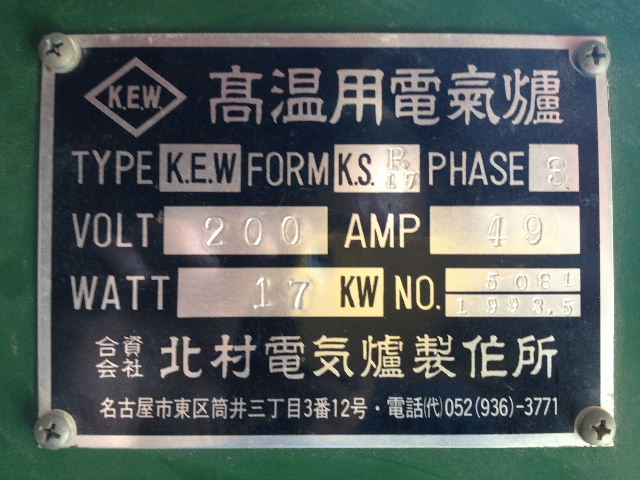 K.E.W. 高温用電氣爐
TYPE K.E.W FORM K.S. R 17 PHASE 3
VOLT 200 AMP 49
WATT 17 KW NO. 5081
1993.5
合資会社 北村電気爐製作所
名古屋市東区筒井三丁目3番12号・電話(代)052(936)-3771